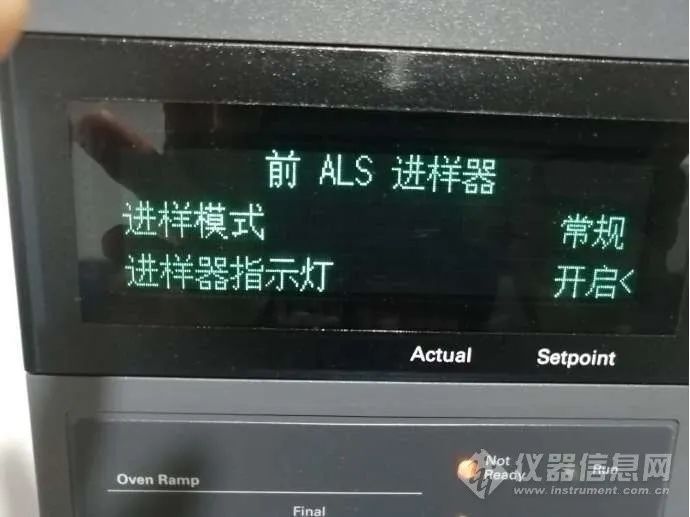 前 ALS 进样器
进样模式 常规
进样器指示灯 开启<
Actual Setpoint
Not Ready Run
Oven Ramp
Final
仪器信息网
www.instrument.com.cn